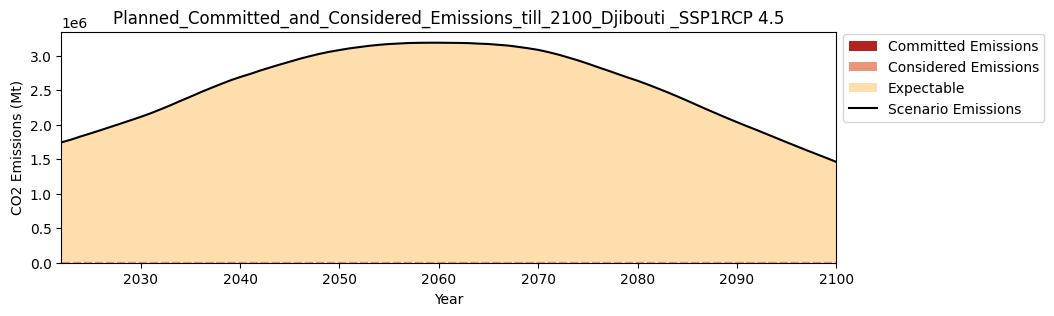 Planned_Committed_and_Considered_Emissions_till_2100_Djibouti _SSP1RCP 4.5
1e6
3.0
2.5
2.0
1.5
1.0
0.5
0.0
CO2 Emissions (Mt)
2030 2040 2050 2060 2070 2080 2090 2100
Year
Committed Emissions
Considered Emissions
Expectable
Scenario Emissions